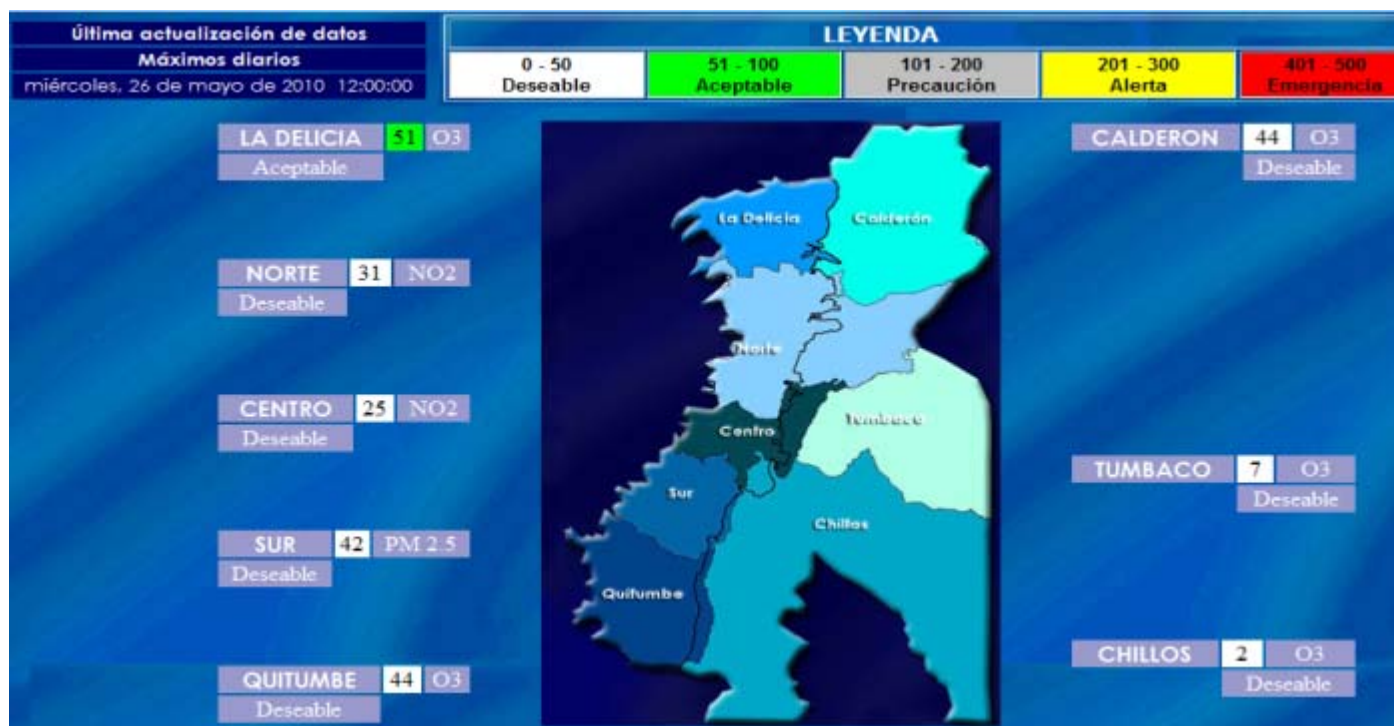 Última actualización de datos
Máximos diarios
miércoles, 26 de mayo de 2010 12:00:00
LEYENDA
0 - 50
Deseable
51 - 100
Aceptable
101 - 200
Precaución
201 - 300
Alerta
401 - 500
Emergencia
LA DELICIA 51 O3
Aceptable
NORTE 31 NO2
Deseable
CENTRO 25 NO2
Deseable
SUR 42 PM 2.5
Deseable
QUITUMBE 44 O3
Deseable
La Delicia
Calderón
Norte
Tumbaco
Centro
Sur
Chillos
Quitumbe
CALDERON 44 O3
Deseable
TUMBACO 7 O3
Deseable
CHILLOS 2 O3
Deseable